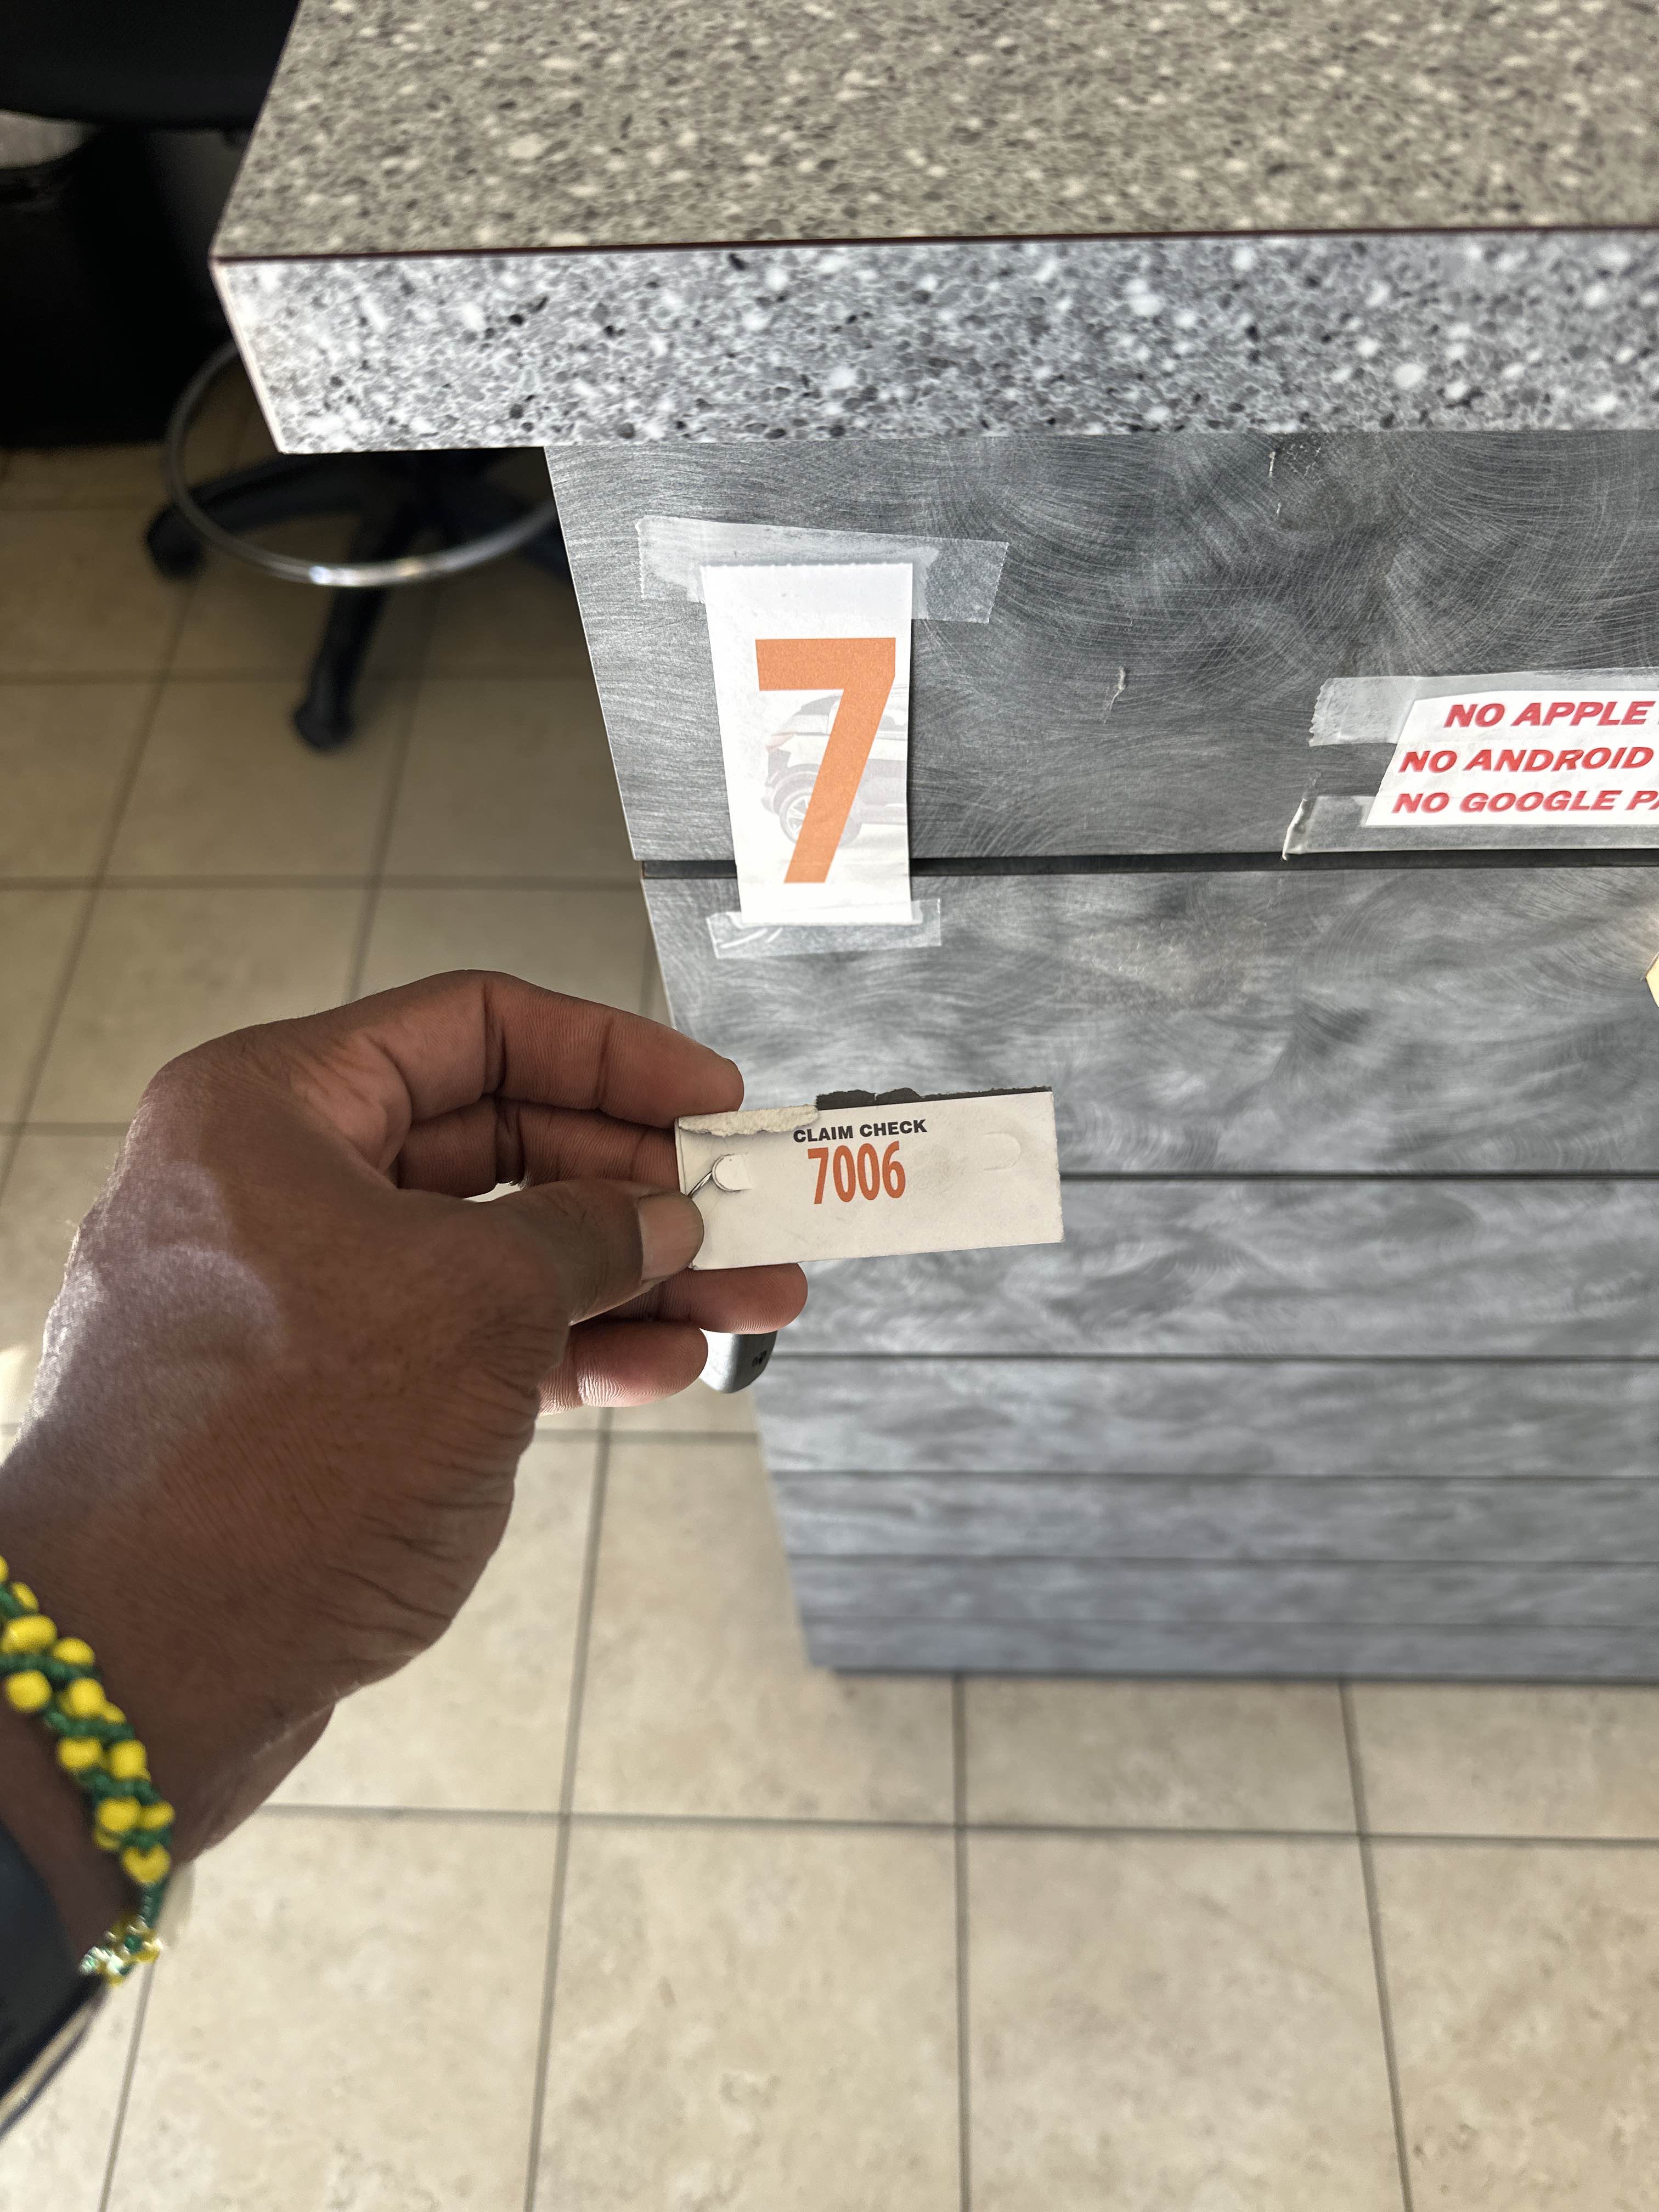 7
NO APPLE
NO ANDROID
NO GOOGLE
CLAIM CHECK
7006